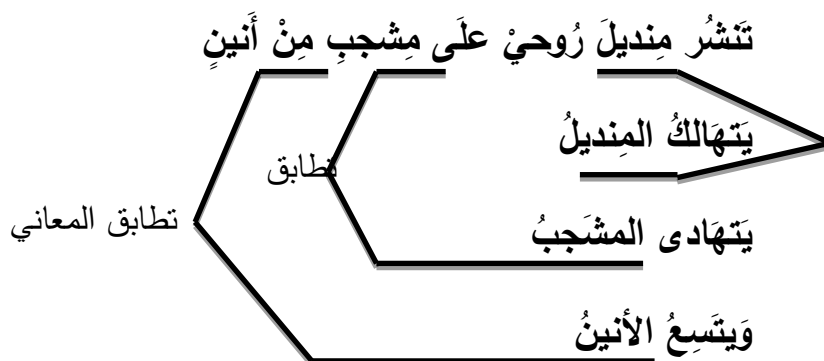 تَنشُر مِنديلَ رُوحيْ علَى مِشجبِ مِنْ أَنينٍ
يَتهَالكُ المِنديلُ
تطابق
تطابق المعاني
يَتهَادى المشَجبُ
وَيتَسِعُ الأنينُ